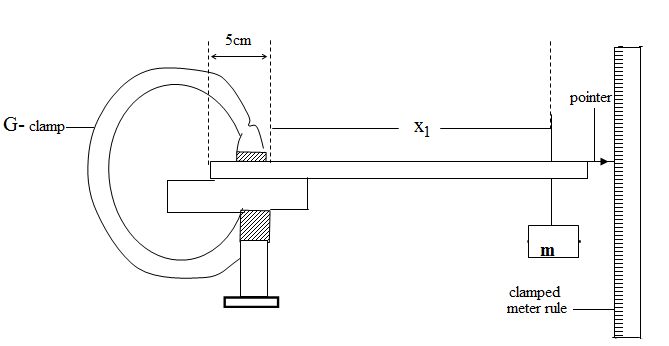 5cm
G- clamp
x1
pointer
m
clamped
meter rule